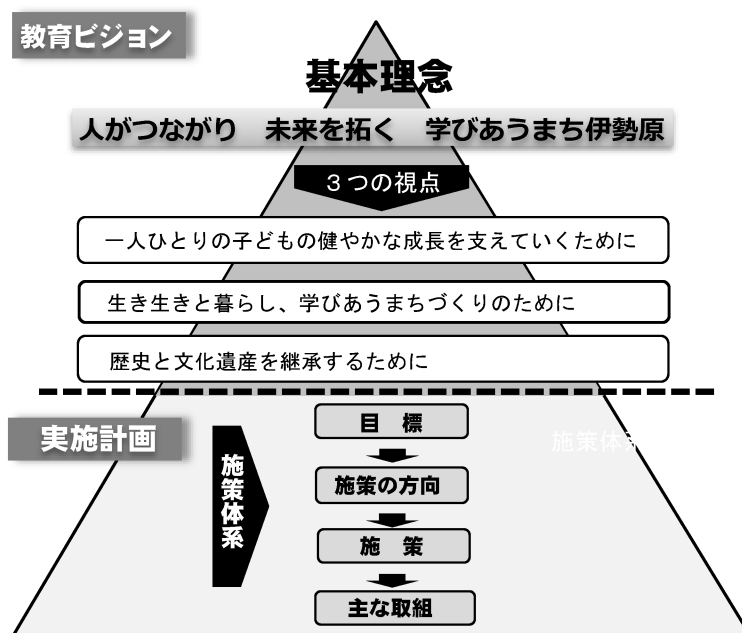 教育ビジョン
基本理念
人がつながり　未来を拓く　学びあうまち伊勢原
３つの視点
一人ひとりの子どもの健やかな成長を支えていくために
生き生きと暮らし、学びあうまちづくりのために
歴史と文化遺産を継承するために
実施計画
施策体系
目　標
施策の方向
施　策
主な取組
施策体系